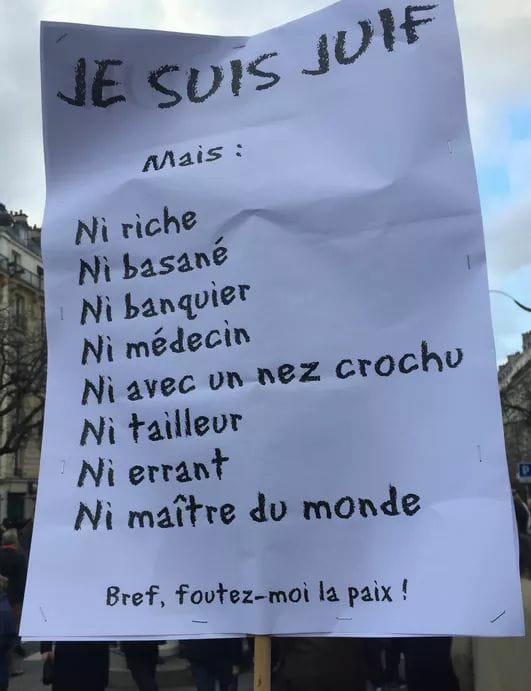 JE SUIS JUIF
Mais :
Ni riche
Ni basané
Ni banquier
Ni médecin
Ni avec un nez crochu
Ni tailleur
Ni errant
Ni maître du monde
Bref, foutez-moi la paix !
P